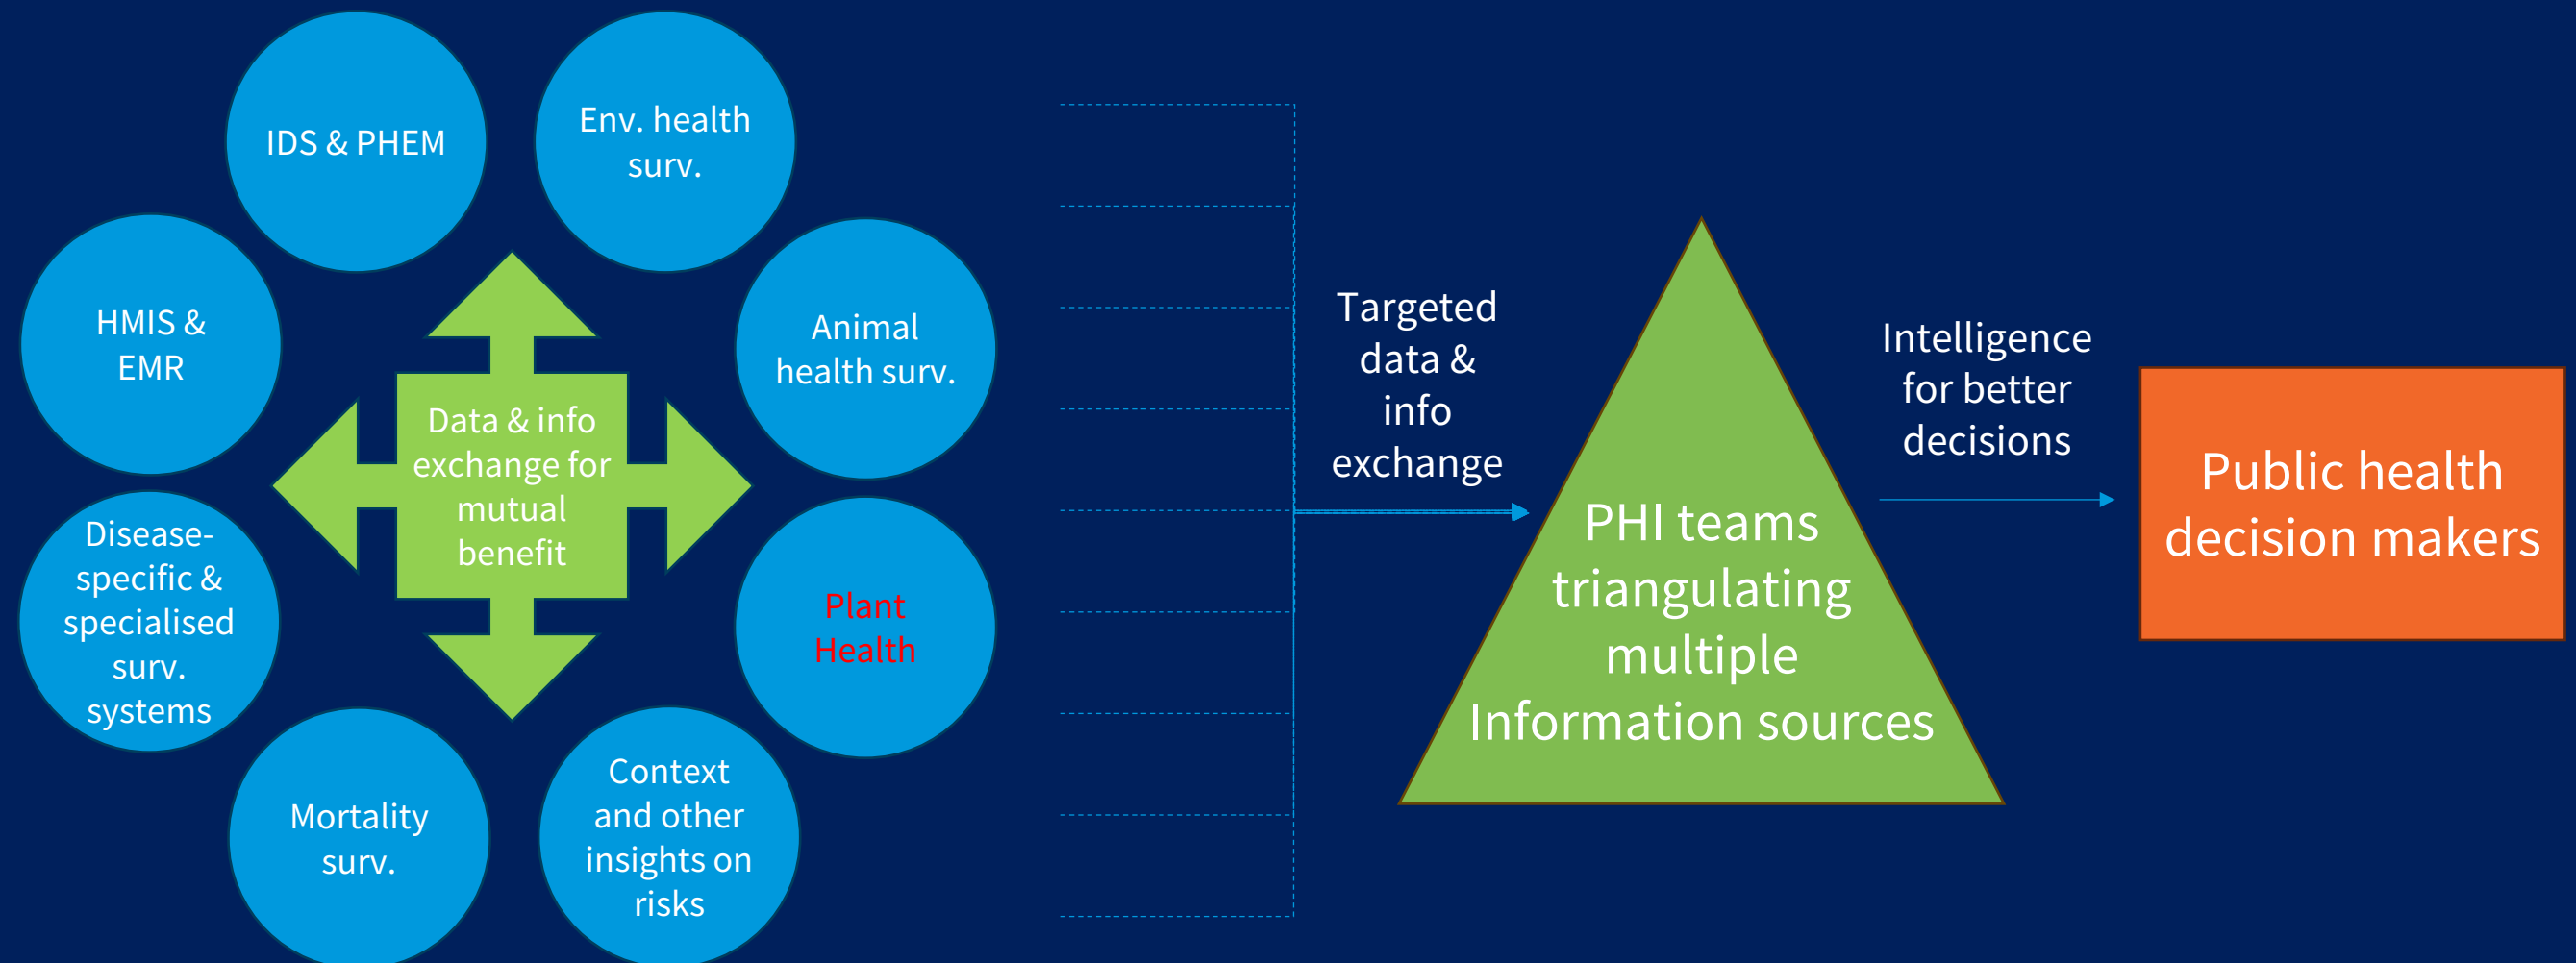 IDS & PHEM
Env. health
surv.
HMIS &
EMR
Animal
health surv.
Data & info
exchange for
mutual
benefit
Disease-
specific &
specialised
surv.
systems
Plant
Health
Mortality
surv.
Context
and other
insights on
risks
Targeted
data &
info
exchange
PHI teams
triangulating
multiple
Information sources
Intelligence
for better
decisions
Public health
decision makers